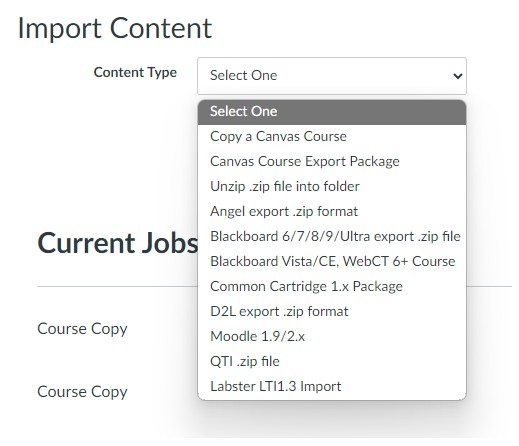 Import Content
Content Type
Select One
Select One
Copy a Canvas Course
Canvas Course Export Package
Unzip .zip file into folder
Angel export .zip format
Blackboard 6/7/8/9/Ultra export .zip file
Blackboard Vista/CE, WebCT 6+ Course
Common Cartridge 1.x Package
D2L export .zip format
Moodle 1.9/2.x
QTI .zip file
Labster LTI1.3 Import
Current Jobs
Course Copy
Course Copy